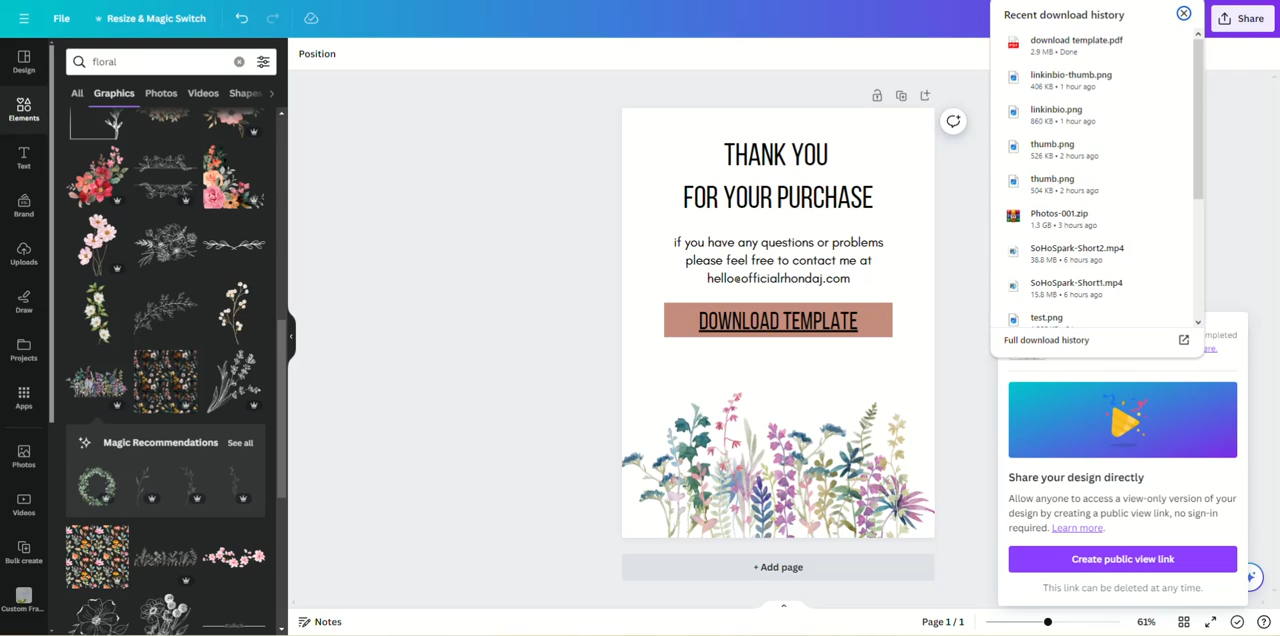 File
Resize & Magic Switch
Share
Design
Elements
Text
Brand
Uploads
Draw
Projects
Apps
Photos
Videos
Bulk create
Custom Fra...
floral
All
Graphics
Photos
Videos
Shapes
Magic Recommendations
See all
Position
THANK YOU
FOR YOUR PURCHASE
if you have any questions or problems
please feel free to contact me at
hello@officialrhondaj.com
DOWNLOAD TEMPLATE
+ Add page
Notes
Page 1 / 1
61%
Recent download history
download template.pdf
2.9 MB • Done
linkinbio-thumb.png
406 KB • 1 hour ago
linkinbio.png
860 KB • 1 hour ago
thumb.png
526 KB • 2 hours ago
thumb.png
504 KB • 2 hours ago
Photos-001.zip
1.3 GB • 3 hours ago
SoHoSpark-Short2.mp4
38.8 MB • 6 hours ago
SoHoSpark-Short1.mp4
15.8 MB • 6 hours ago
test.png
Full download history
ompleted
ere.
Share your design directly
Allow anyone to access a view-only version of your
design by creating a public view link, no sign-in
required. Learn more.
Create public view link
This link can be deleted at any time.